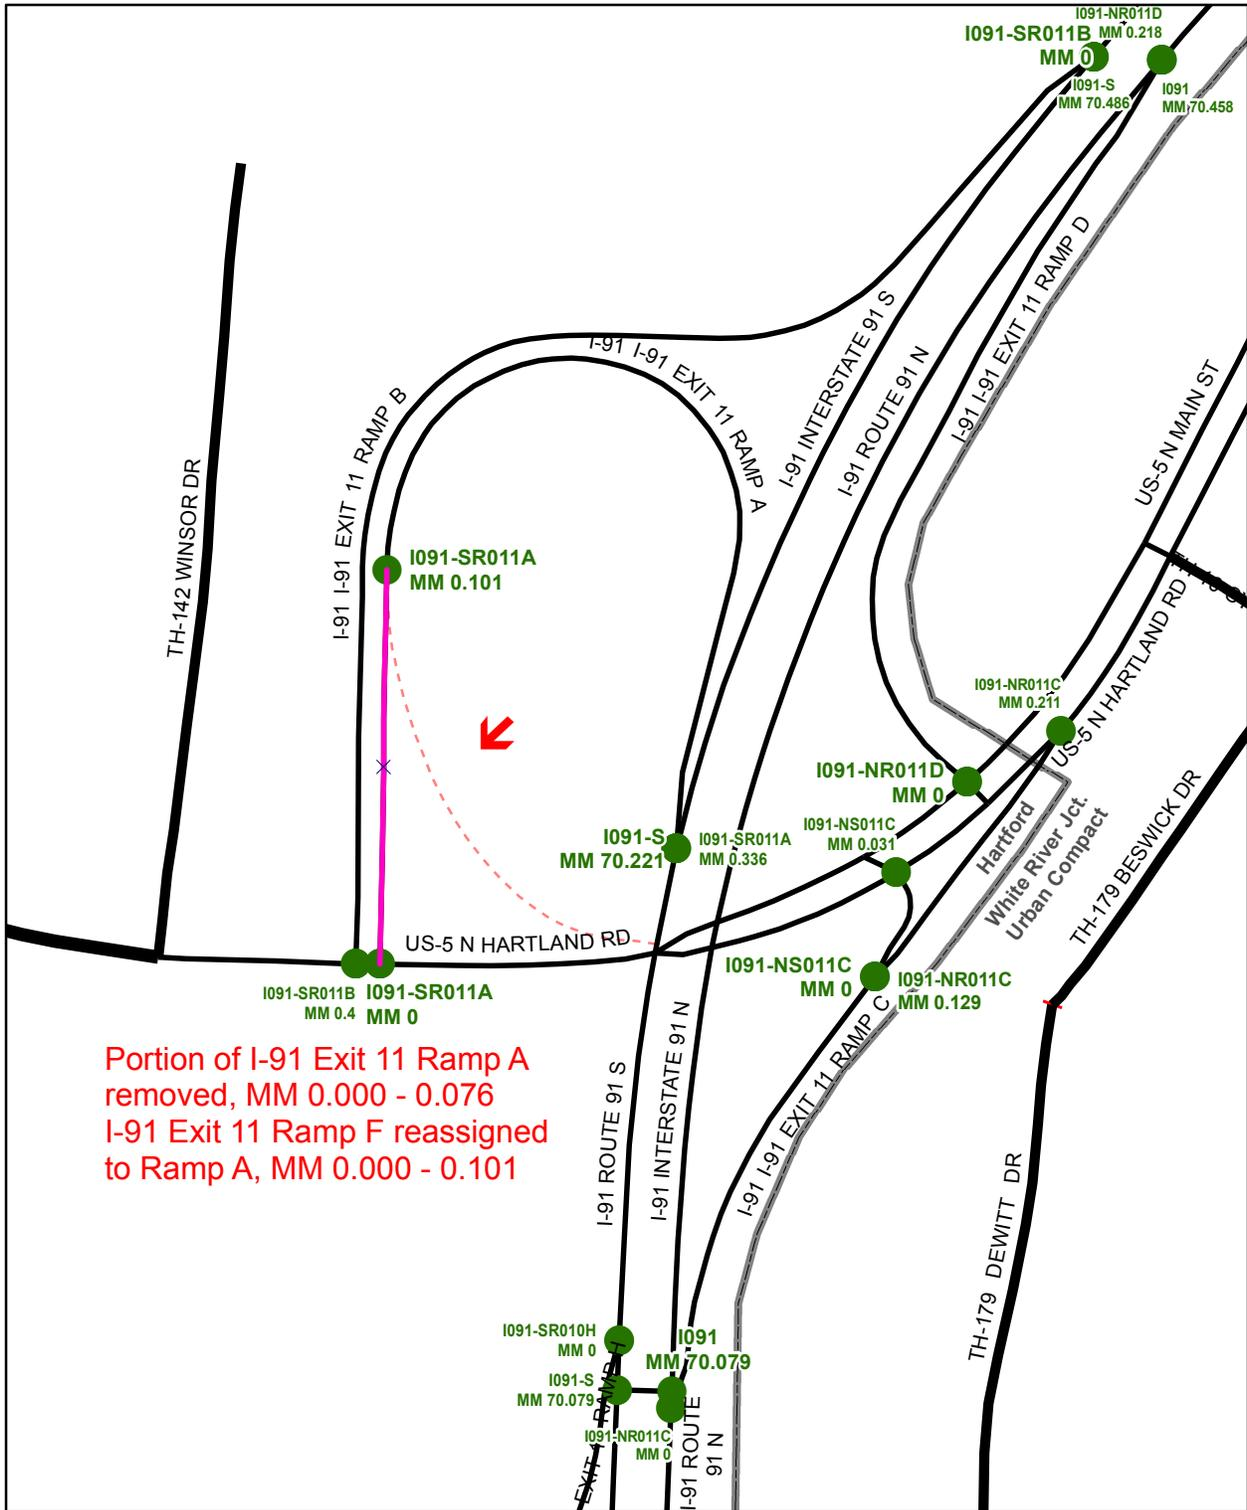 I091-NR011D
MM 0.218
I091-SR011B
MM 0
I091-S
MM 70.486
I091
MM 70.458
I-91 I-91 EXIT 11 RAMP D
I-91 INTERSTATE 91 S
I-91 ROUTE 91 N
I-91 I-91 EXIT 11 RAMP A
I-91 I-91 EXIT 11 RAMP B
US-5 N MAIN ST
TH-142 WINSOR DR
I091-SR011A
MM 0.101
US-5 N HARTLAND RD
I091-NR011C
MM 0.211
I091-NR011D
MM 0
I091-NS011C
MM 0.031
I091-S
MM 70.221
I091-SR011A
MM 0.336
Hartford
White River Jct.
Urban Compact
TH-179 BESWICK DR
US-5 N HARTLAND RD
I091-SR011B
MM 0.4
I091-SR011A
MM 0
I091-NS011C
MM 0
I091-NR011C
MM 0.129
Portion of I-91 Exit 11 Ramp A
removed, MM 0.000 - 0.076
I-91 Exit 11 Ramp F reassigned
to Ramp A, MM 0.000 - 0.101
I-91 ROUTE 91 S
I-91 INTERSTATE 91 N
I-91 I-91 EXIT 11 RAMP C
TH-179 DEWITT DR
I091-SR010H
MM 0
I091
MM 70.079
I091-S
MM 70.079
I091-NR011C
MM 0
EXIT RAMP H
I-91 ROUTE
91 N